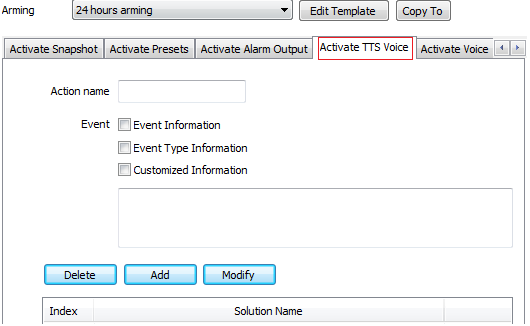 Arming 24 hours arming Edit Template Copy To
Activate Snapshot Activate Presets Activate Alarm Output Activate TTS Voice Activate Voice
Action name
Event Event Information
Event Type Information
Customized Information
Delete Add Modify
Index Solution Name